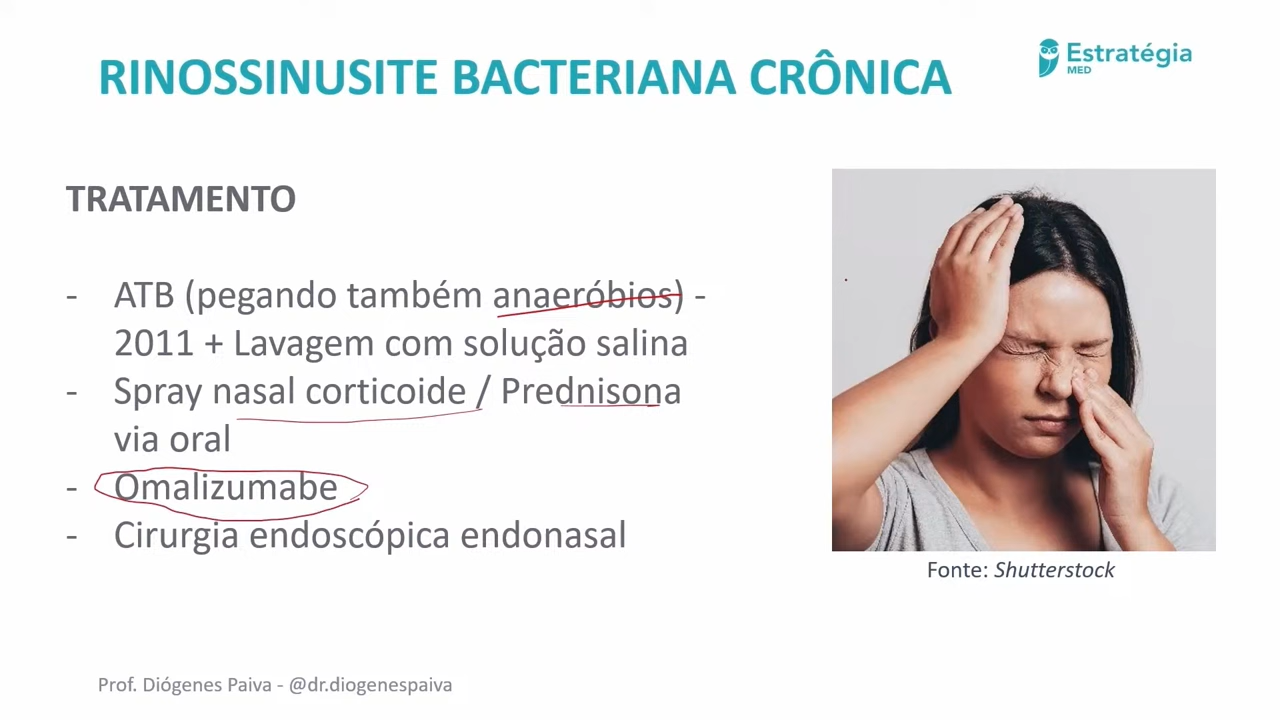 RINOSSINUSITE BACTERIANA CRÔNICA
Estratégia
MED
TRATAMENTO
- ATB (pegando também anaeróbios) -
2011 + Lavagem com solução salina
- Spray nasal corticoide / Prednisona
via oral
- Omalizumabe
- Cirurgia endoscópica endonasal
Fonte: Shutterstock
Prof. Diógenes Paiva - @dr.diogenespaiva